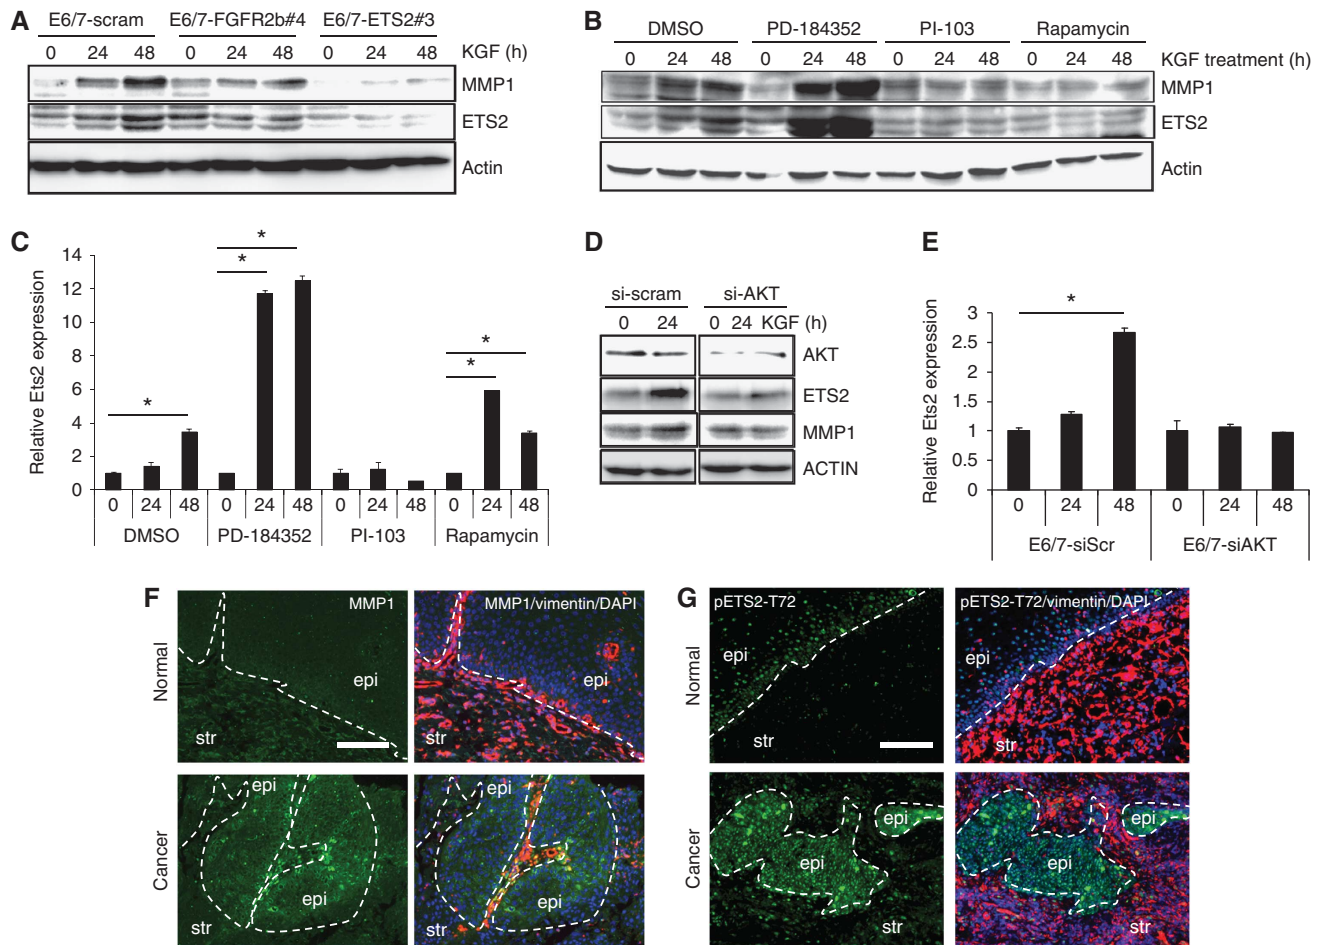 A
E6/7-scram E6/7-FGFR2b#4 E6/7-ETS2#3
0 24 48 0 24 48 0 24 48 KGF (h)
MMP1
ETS2
Actin
B
DMSO PD-184352 PI-103 Rapamycin
0 24 48 0 24 48 0 24 48 0 24 48 KGF treatment (h)
MMP1
ETS2
Actin
C
Relative Ets2 expression
14
12
10
8
6
4
2
0
* * * * *
0 24 48 0 24 48 0 24 48 0 24 48
DMSO PD-184352 PI-103 Rapamycin
D
si-scram si-AKT
0 24 0 24 KGF (h)
AKT
ETS2
MMP1
ACTIN
E
Relative Ets2 expression
3
2.5
2
1.5
1
0.5
0
*
0 24 48 0 24 48
E6/7-siScr E6/7-siAKT
F
MMP1 MMP1/vimentin/DAPI
Normal
epi epi
str str
Cancer
epi epi
epi epi
str str
G
pETS2-T72 pETS2-T72/vimentin/DAPI
Normal
epi epi
str str
Cancer
epi epi
epi epi
str str